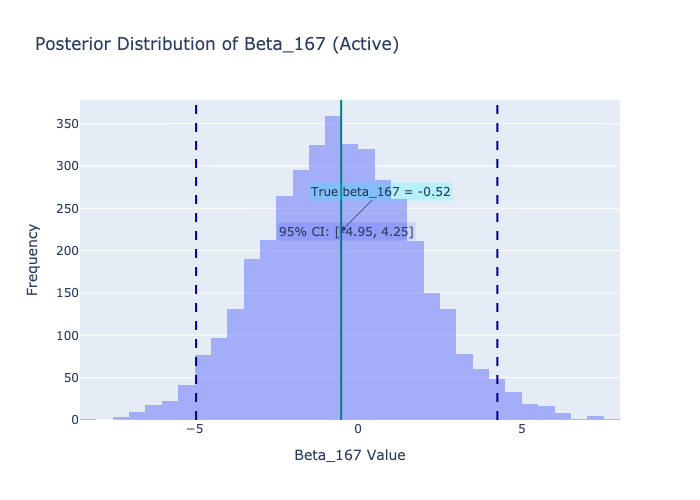 Posterior Distribution of Beta_167 (Active)
350
300
250
200
150
100
50
0
Frequency
True beta_167 = -0.52
95% CI: [-4.95, 4.25]
−5
0
5
Beta_167 Value